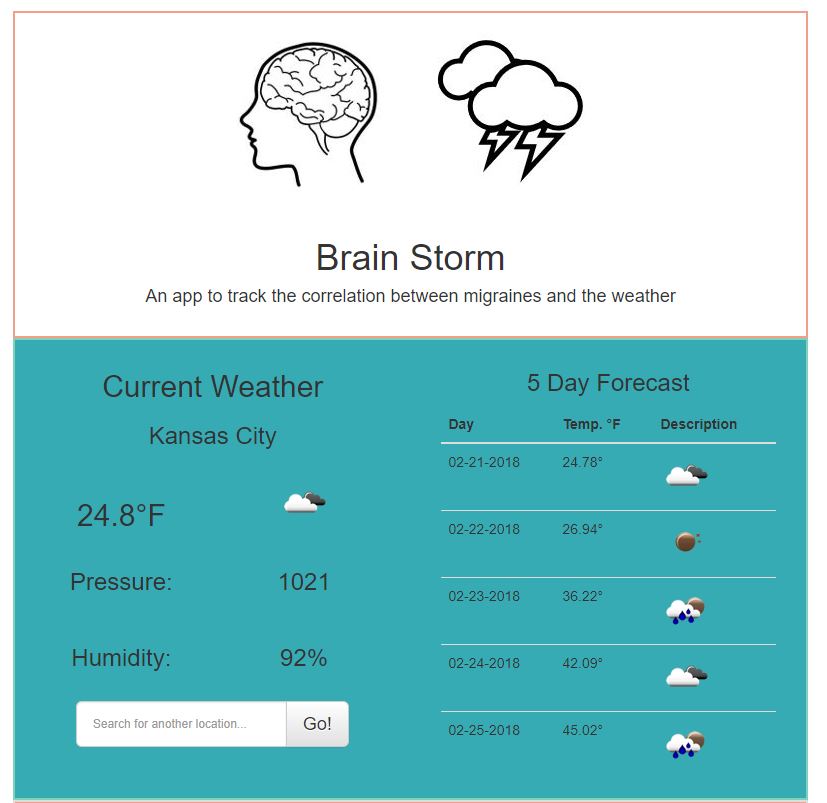 Brain Storm
An app to track the correlation between migraines and the weather
Current Weather
Kansas City
24.8°F
Pressure: 1021
Humidity: 92%
Search for another location... Go!
5 Day Forecast
Day Temp. °F Description
02-21-2018 24.78°
02-22-2018 26.94°
02-23-2018 36.22°
02-24-2018 42.09°
02-25-2018 45.02°